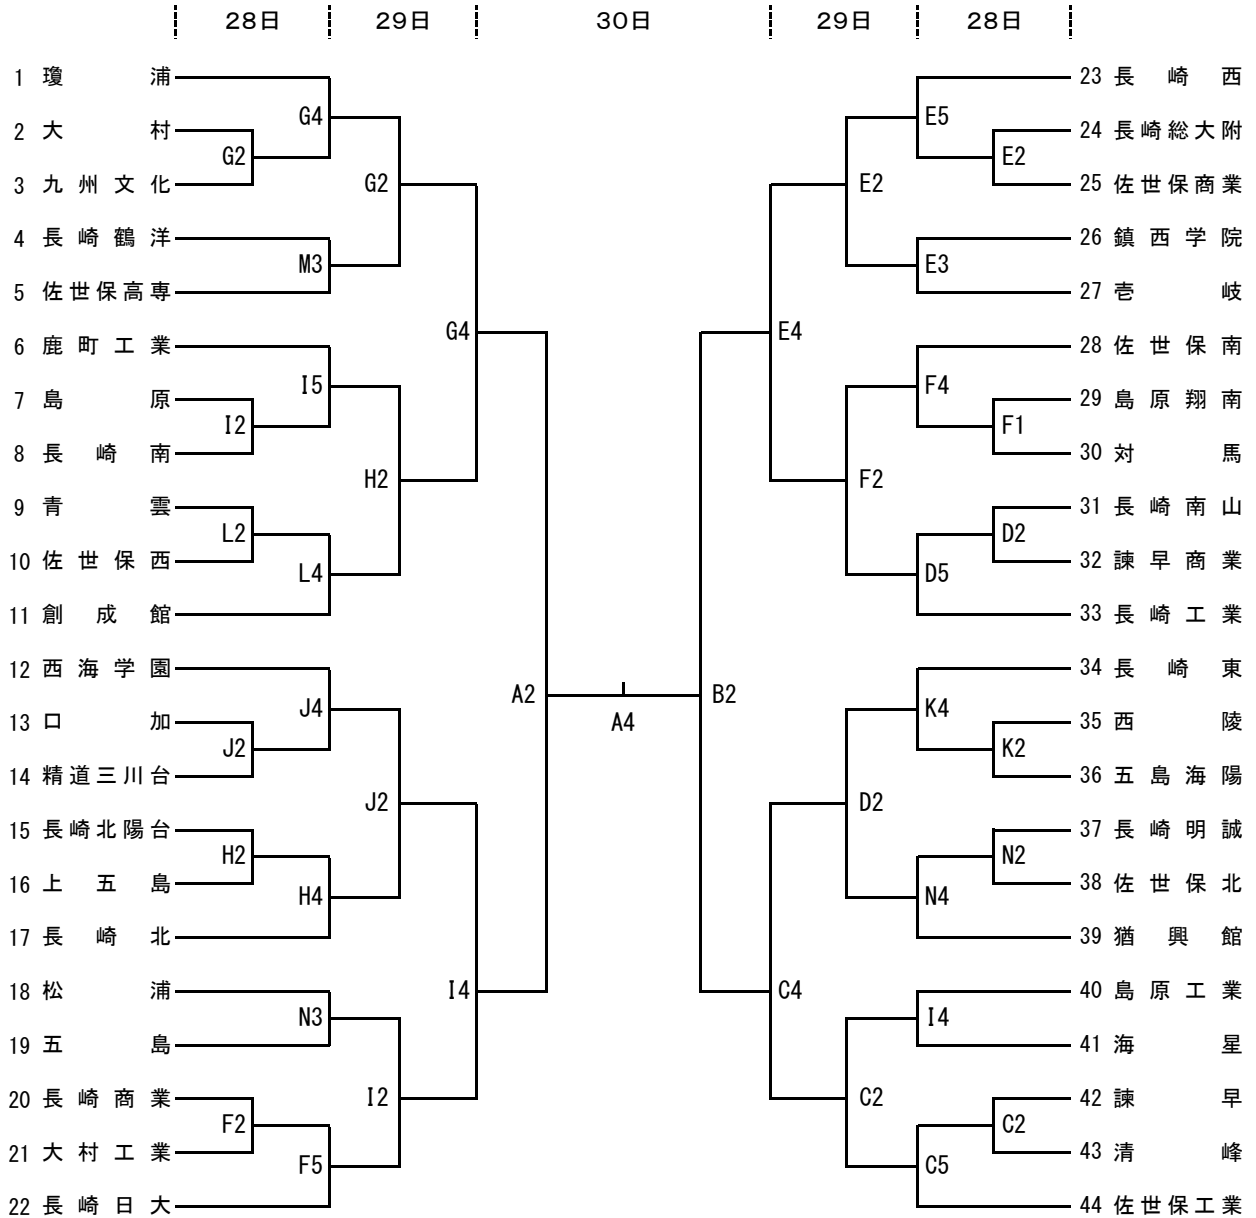 28日 29日 30日 29日 28日
1 瓊浦
23 長崎西
G4
E5
2 大村
24 長崎総大附
G2
E2
3 九州文化
G2
E2
25 佐世保商業
4 長崎鶴洋
26 鎮西学院
M3
E3
5 佐世保高専
27 壱岐
G4
E4
6 鹿町工業
28 佐世保南
I5
F4
7 島原
29 島原翔南
I2
F1
8 長崎南
30 対馬
H2
F2
9 青雲
31 長崎南山
L2
D2
10 佐世保西
32 諫早商業
L4
D5
11 創成館
33 長崎工業
12 西海学園
34 長崎東
A2
B2
J4
K4
13 口加
A4
35 西陵
J2
K2
14 精道三川台
36 五島海陽
J2
D2
15 長崎北陽台
37 長崎明誠
H2
N2
16 上五島
38 佐世保北
H4
N4
17 長崎北
39 猶興館
18 松浦
I4
C4
40 島原工業
N3
I4
19 五島
41 海星
20 長崎商業
I2
C2
42 諫早
F2
C2
21 大村工業
43 清峰
F5
C5
22 長崎日大
44 佐世保工業